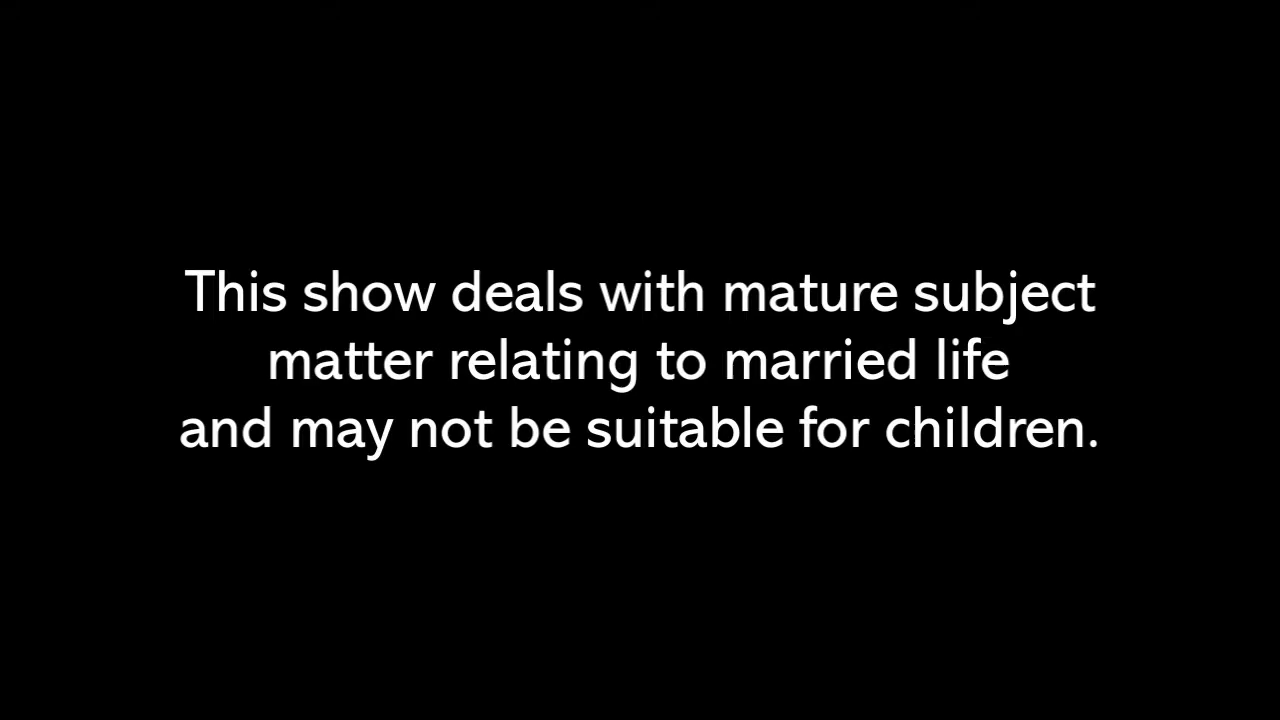 This show deals with mature subject
matter relating to married life
and may not be suitable for children.